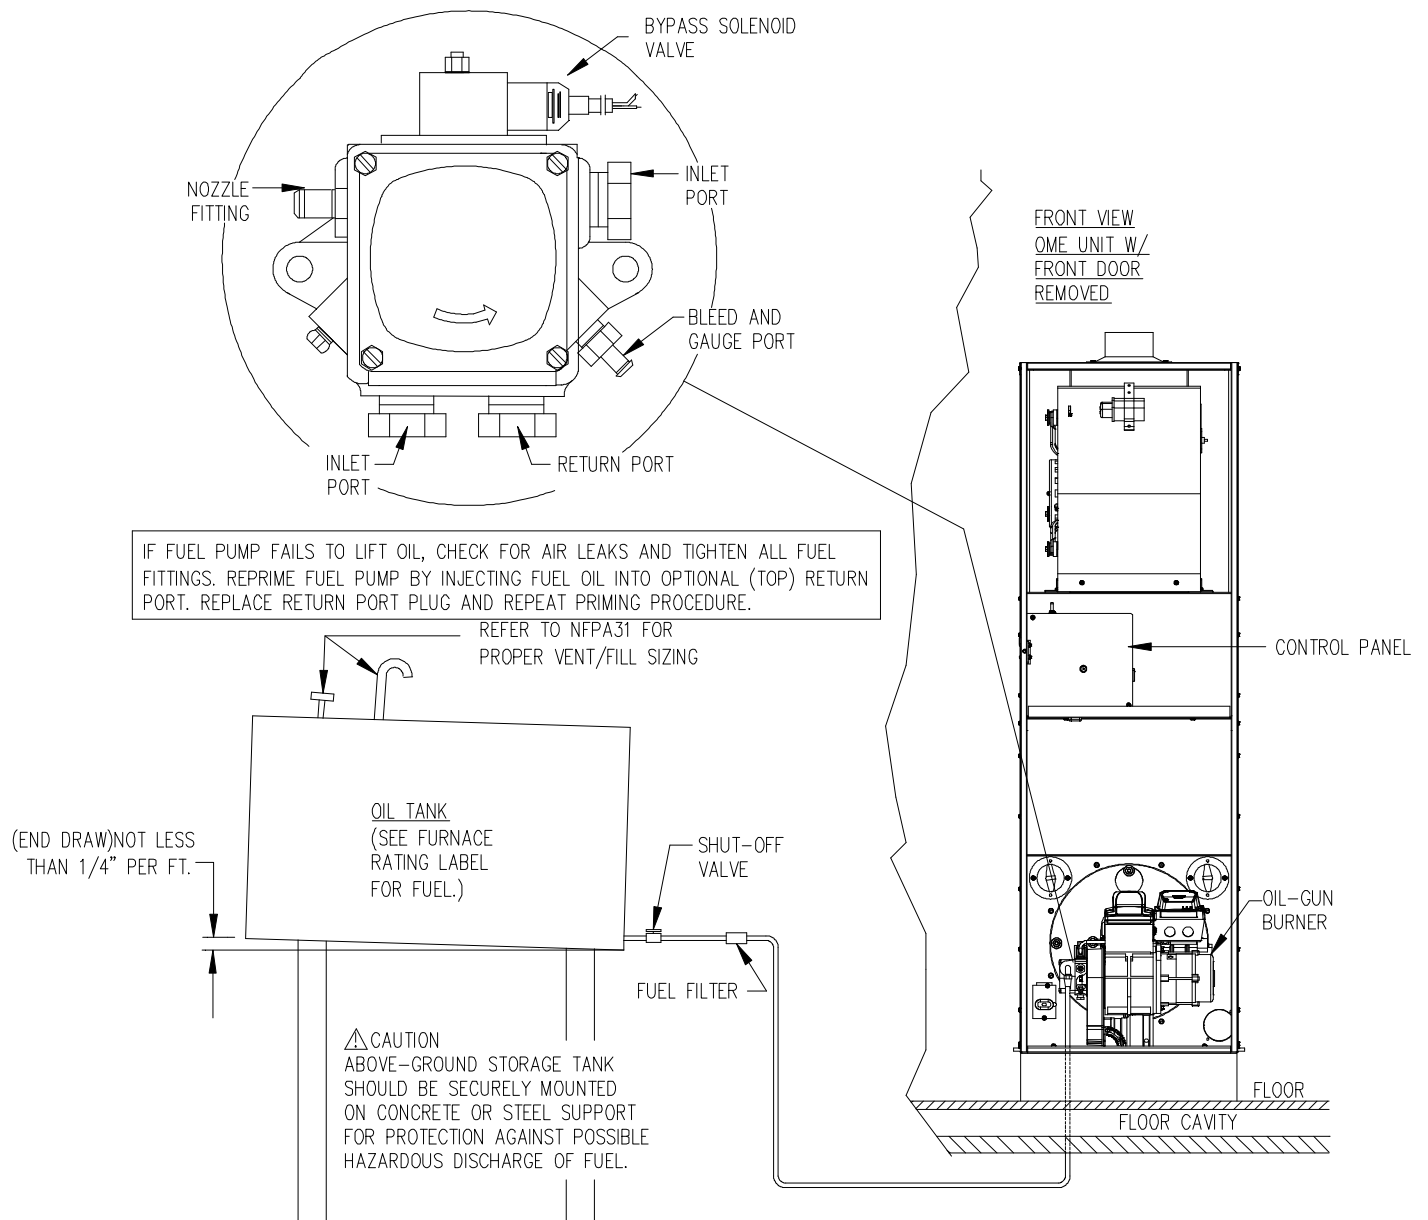 BYPASS SOLENOID
VALVE
NOZZLE
FITTING
INLET
PORT
BLEED AND
GAUGE PORT
INLET
PORT
RETURN PORT
FRONT VIEW
OME UNIT W/
FRONT DOOR
REMOVED
IF FUEL PUMP FAILS TO LIFT OIL, CHECK FOR AIR LEAKS AND TIGHTEN ALL FUEL
FITTINGS. REPRIME FUEL PUMP BY INJECTING FUEL OIL INTO OPTIONAL (TOP) RETURN
PORT. REPLACE RETURN PORT PLUG AND REPEAT PRIMING PROCEDURE.
REFER TO NFPA31 FOR
PROPER VENT/FILL SIZING
CONTROL PANEL
OIL TANK
(SEE FURNACE
RATING LABEL
FOR FUEL.)
(END DRAW)NOT LESS
THAN 1/4" PER FT.
SHUT-OFF
VALVE
FUEL FILTER
OIL-GUN
BURNER
⚠CAUTION
ABOVE-GROUND STORAGE TANK
SHOULD BE SECURELY MOUNTED
ON CONCRETE OR STEEL SUPPORT
FOR PROTECTION AGAINST POSSIBLE
HAZARDOUS DISCHARGE OF FUEL.
FLOOR
FLOOR CAVITY